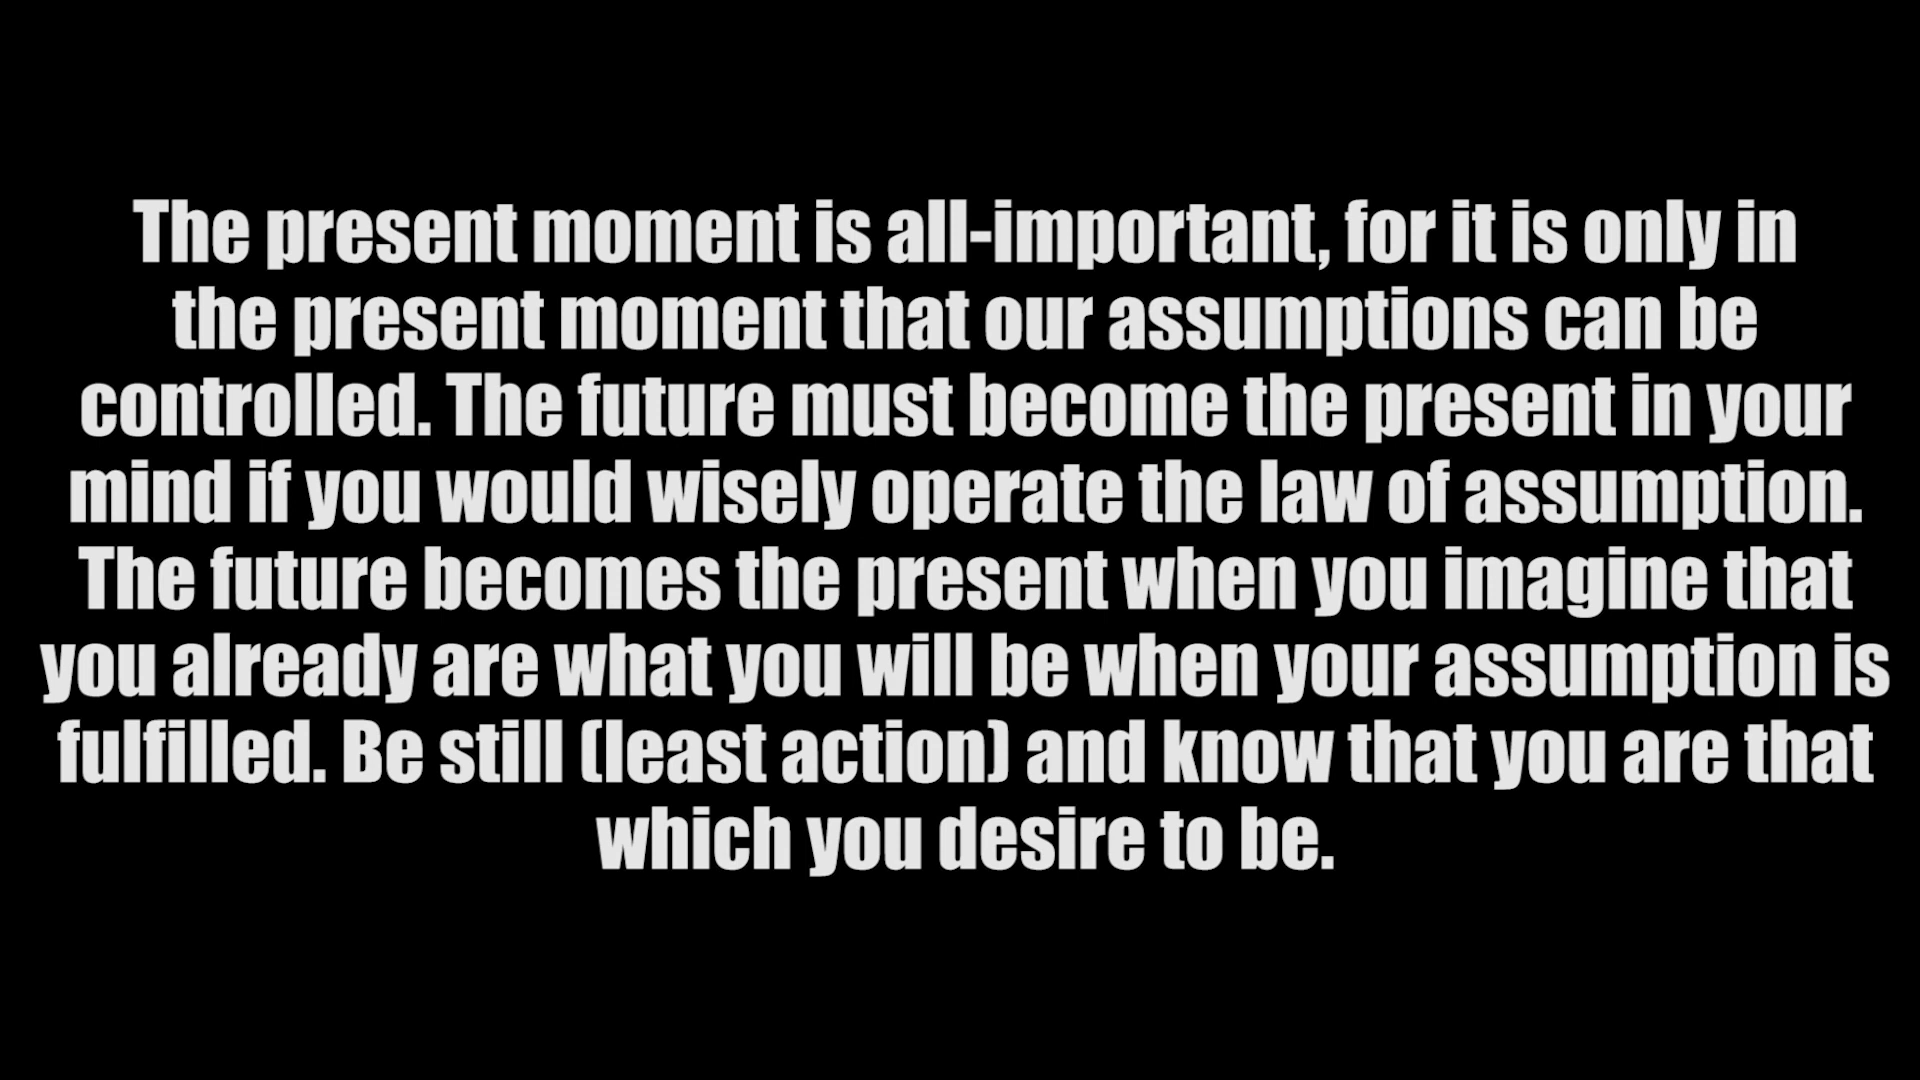 The present moment is all-important, for it is only in
the present moment that our assumptions can be
controlled. The future must become the present in your
mind if you would wisely operate the law of assumption.
The future becomes the present when you imagine that
you already are what you will be when your assumption is
fulfilled. Be still (least action) and know that you are that
which you desire to be.